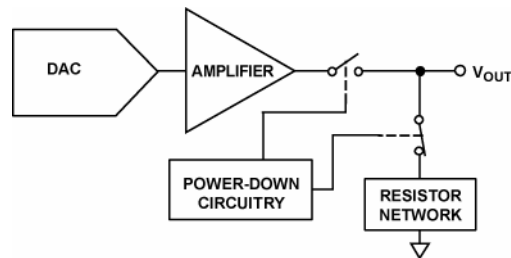 DAC
AMPLIFIER
VOUT
POWER-DOWN
CIRCUITRY
RESISTOR
NETWORK